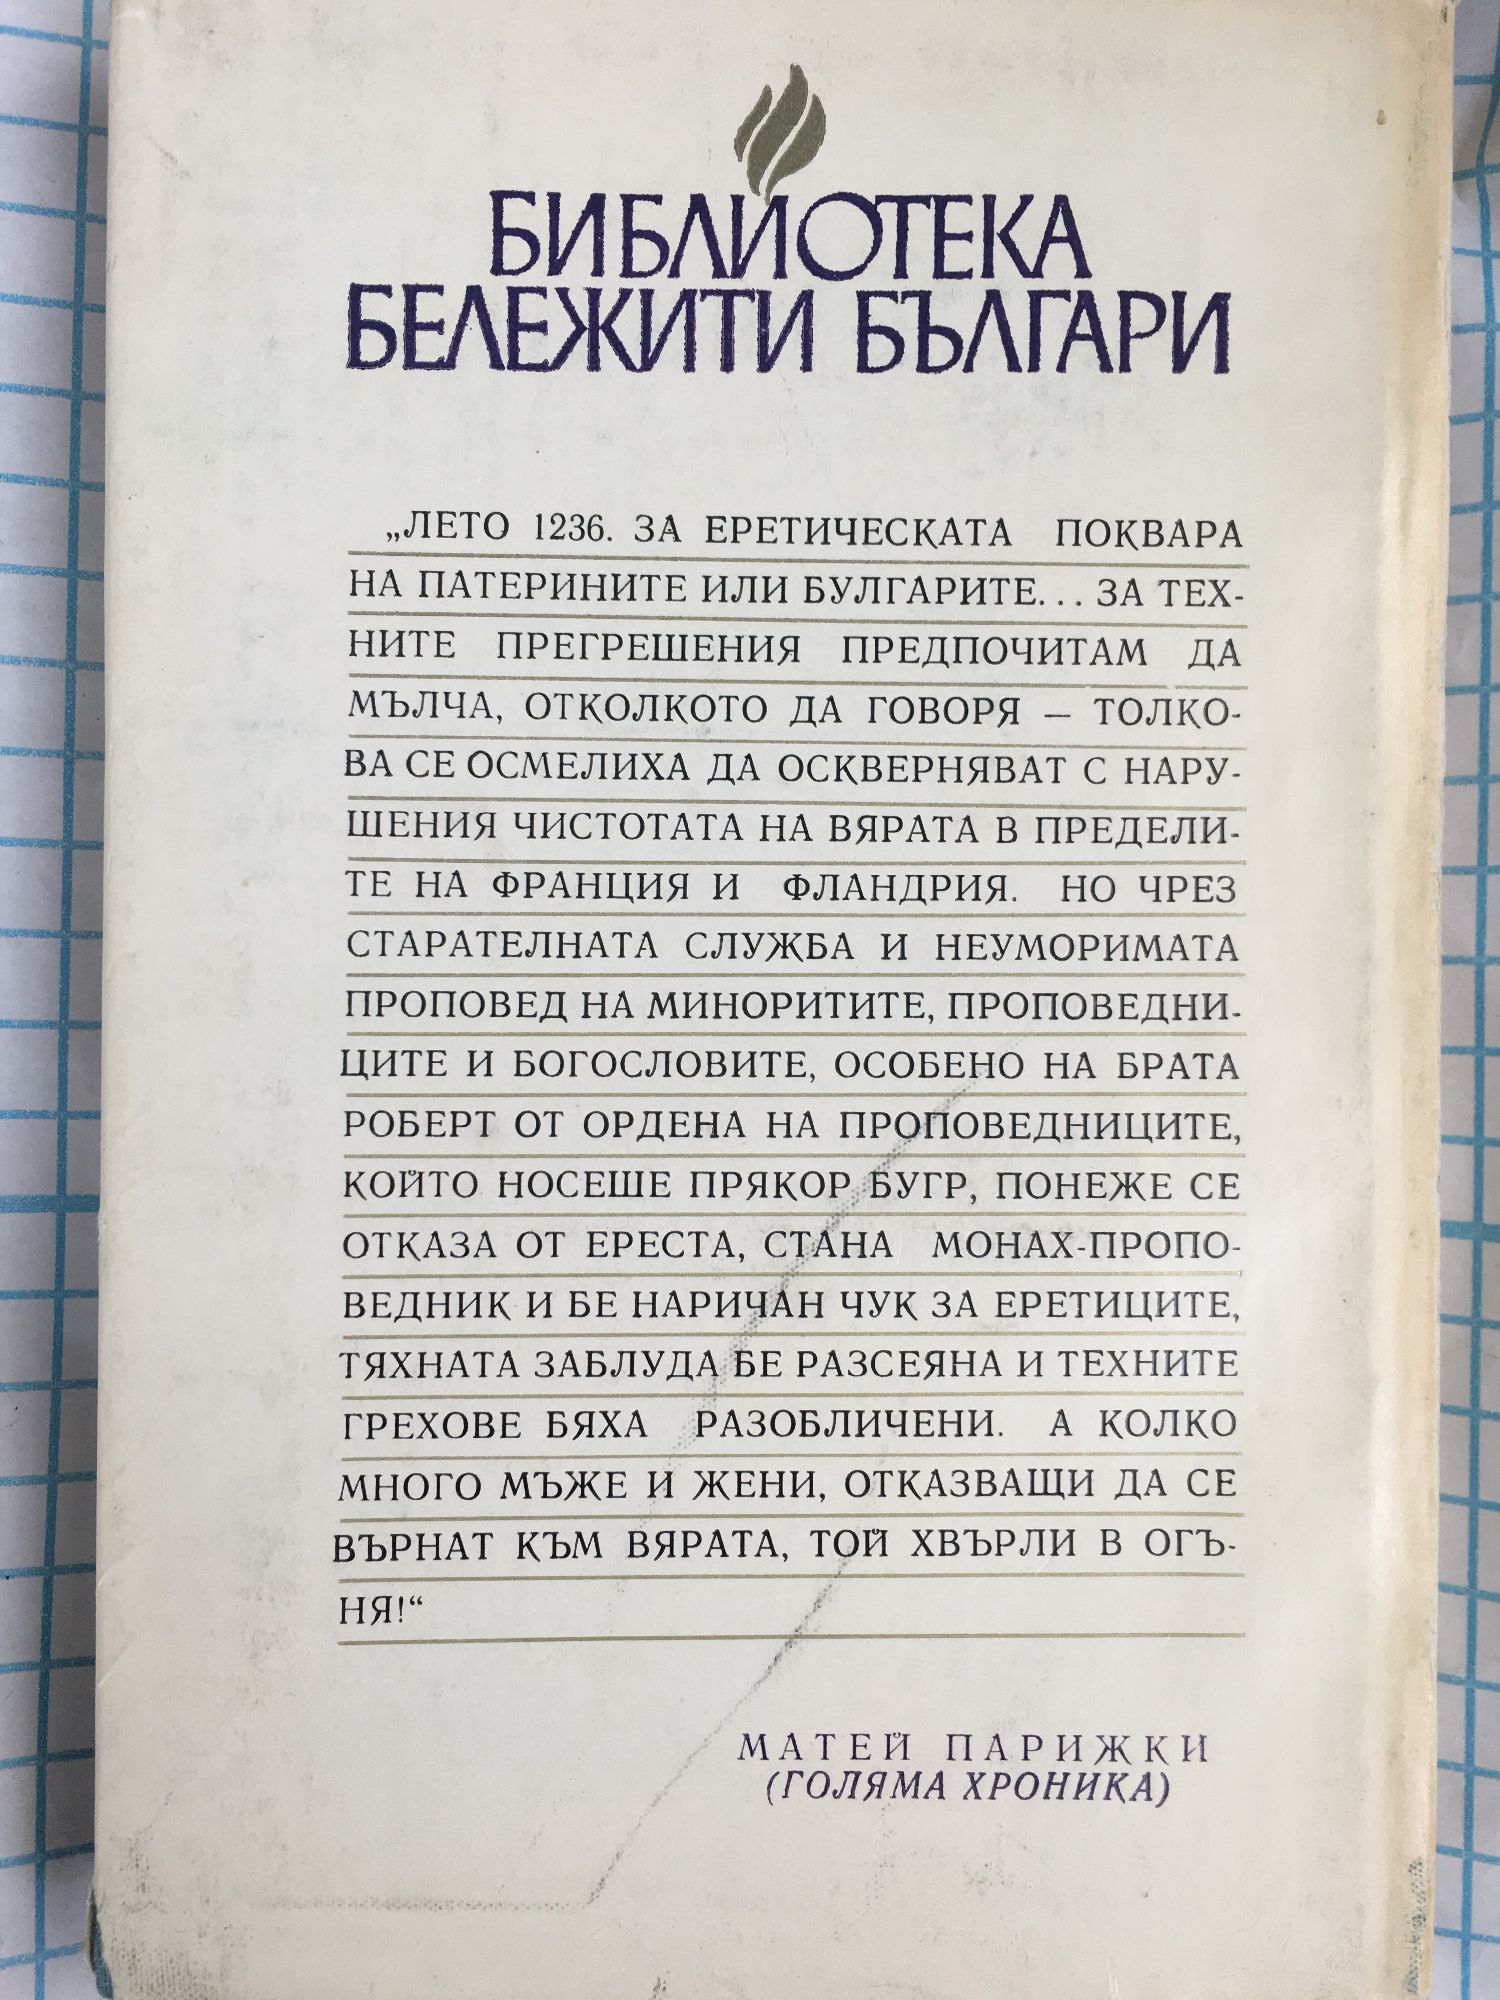 БИБЛИОТЕКА
БЕЛЕЖИТИ БЪЛГАРИ
„ЛЕТО 1236. ЗА ЕРЕТИЧЕСКАТА ПОКВАРА
НА ПАТЕРИНИТЕ ИЛИ БУЛГАРИТЕ... ЗА ТЕХ-
НИТЕ ПРЕГРЕШЕНИЯ ПРЕДПОЧИТАМ ДА
МЪЛЧА, ОТКОЛКОТО ДА ГОВОРЯ – ТОЛКО-
ВА СЕ ОСМЕЛИХА ДА ОСКВЕРНЯВАТ С НАРУ-
ШЕНИЯ ЧИСТОТАТА НА ВЯРАТА В ПРЕДЕЛИ-
ТЕ НА ФРАНЦИЯ И ФЛАНДРИЯ. НО ЧРЕЗ
СТАРАТЕЛНАТА СЛУЖБА И НЕУМОРИМАТА
ПРОПОВЕД НА МИНОРИТИТЕ, ПРОПОВЕДНИ-
ЦИТЕ И БОГОСЛОВИТЕ, ОСОБЕНО НА БРАТА
РОБЕРТ ОТ ОРДЕНА НА ПРОПОВЕДНИЦИТЕ,
КОЙТО НОСЕШЕ ПРЯКОР БУГР, ПОНЕЖЕ СЕ
ОТКАЗА ОТ ЕРЕСТА, СТАНА МОНАХ-ПРОПО-
ВЕДНИК И БЕ НАРИЧАН ЧУК ЗА ЕРЕТИЦИТЕ,
ТЯХНАТА ЗАБЛУДА БЕ РАЗСЕЯНА И ТЕХНИТЕ
ГРЕХОВЕ БЯХА РАЗОБЛИЧЕНИ. А КОЛКО
МНОГО МЪЖЕ И ЖЕНИ, ОТКАЗВАЩИ ДА СЕ
ВЪРНАТ КЪМ ВЯРАТА, ТОЙ ХВЪРЛИ В ОГЪ-
НЯ!“
МАТЕЙ ПАРИЖКИ
(ГОЛЯМА ХРОНИКА)